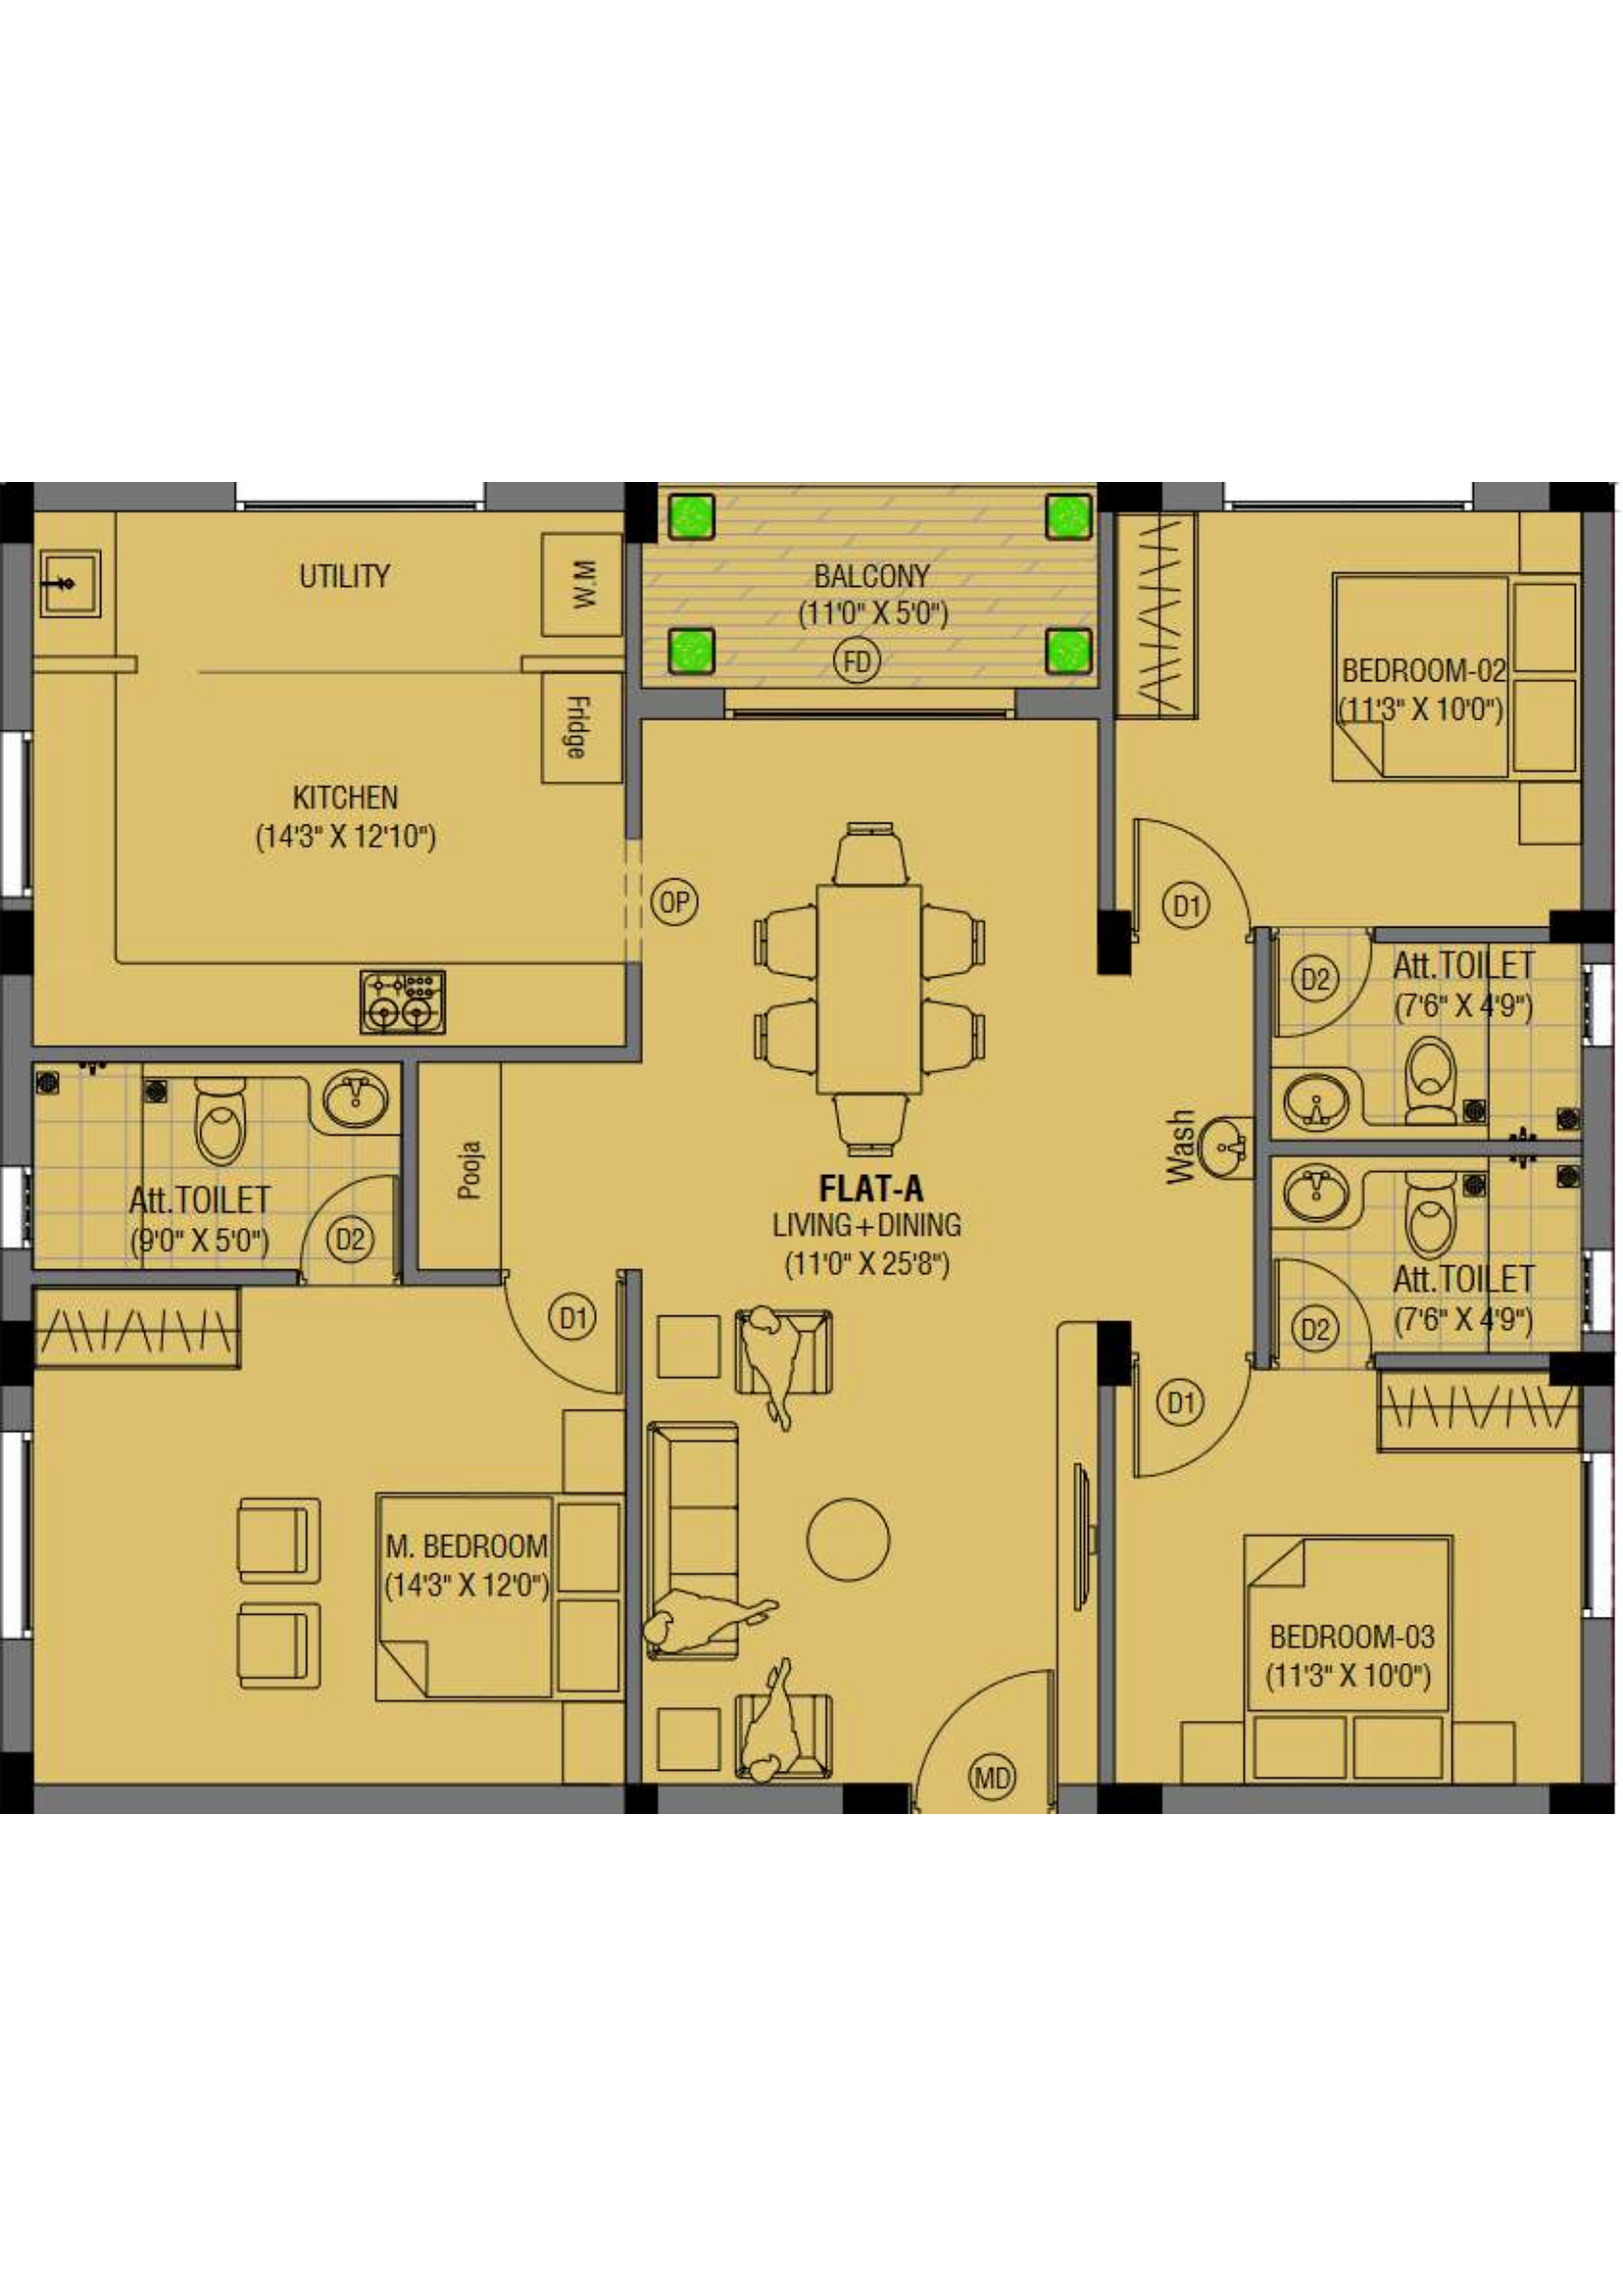 UTILITY
W.M
BALCONY
(11'0" X 5'0")
FD
BEDROOM-02
(11'3" X 10'0")
Fridge
KITCHEN
(14'3" X 12'10")
OP
D1
D2
Att.TOILET
(7'6" X 4'9")
Att.TOILET
(9'0" X 5'0")
D2
Pooja
Wash
FLAT-A
LIVING+DINING
(11'0" X 25'8")
Att.TOILET
(7'6" X 4'9")
D2
D1
D1
M. BEDROOM
(14'3" X 12'0")
BEDROOM-03
(11'3" X 10'0")
MD